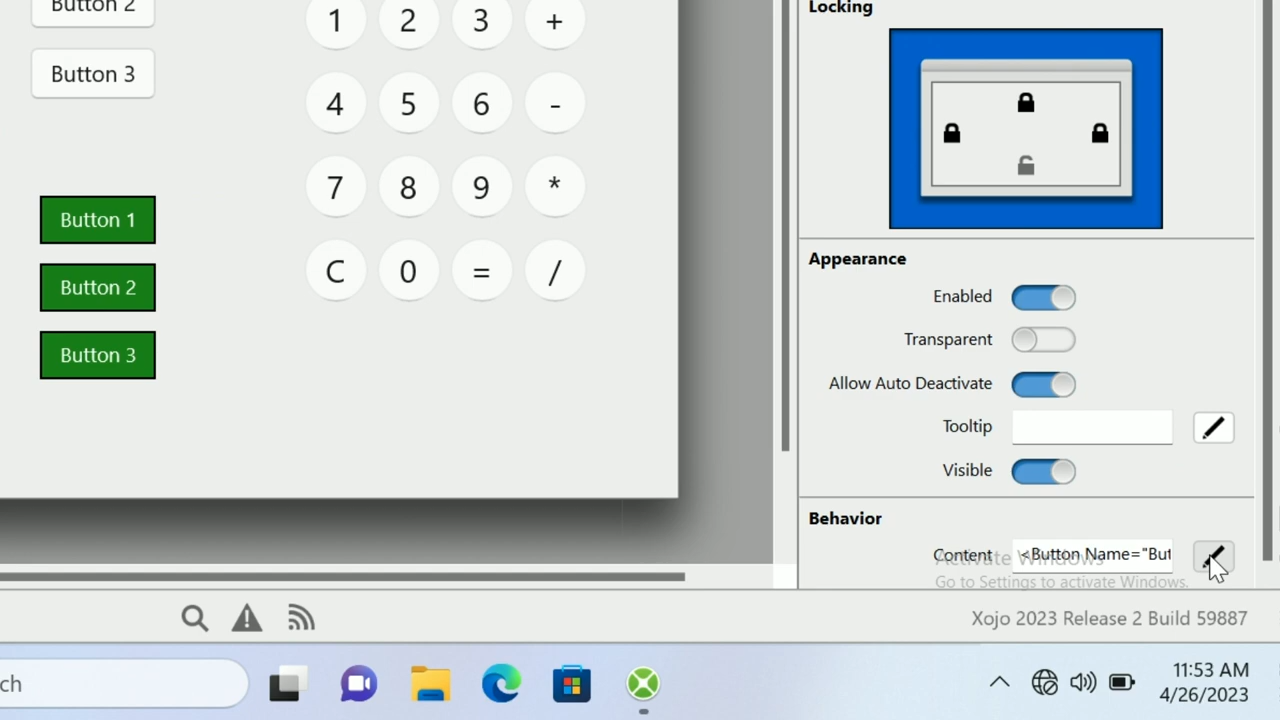 Button 2
Button 3
Button 1
Button 2
Button 3
1 2 3 +
4 5 6 -
7 8 9 *
C 0 = /
Locking
Appearance
Enabled
Transparent
Allow Auto Deactivate
Tooltip
Visible
Behavior
Content <Button Name="But
Activate Windows
Go to Settings to activate Windows.
Xojo 2023 Release 2 Build 59887
ch
11:53 AM
4/26/2023